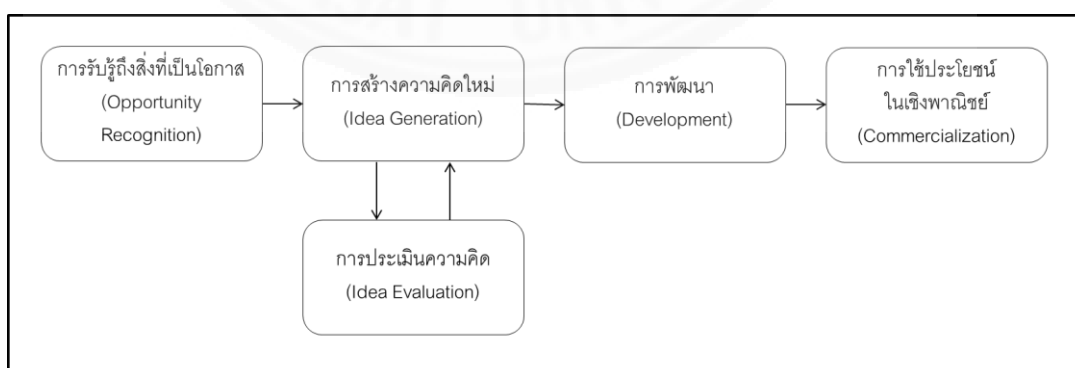 การรับรู้ถึงสิ่งที่เป็นโอกาส
(Opportunity
Recognition)
การสร้างความคิดใหม่
(Idea Generation)
การพัฒนา
(Development)
การใช้ประโยชน์
ในเชิงพาณิชย์
(Commercialization)
การประเมินความคิด
(Idea Evaluation)